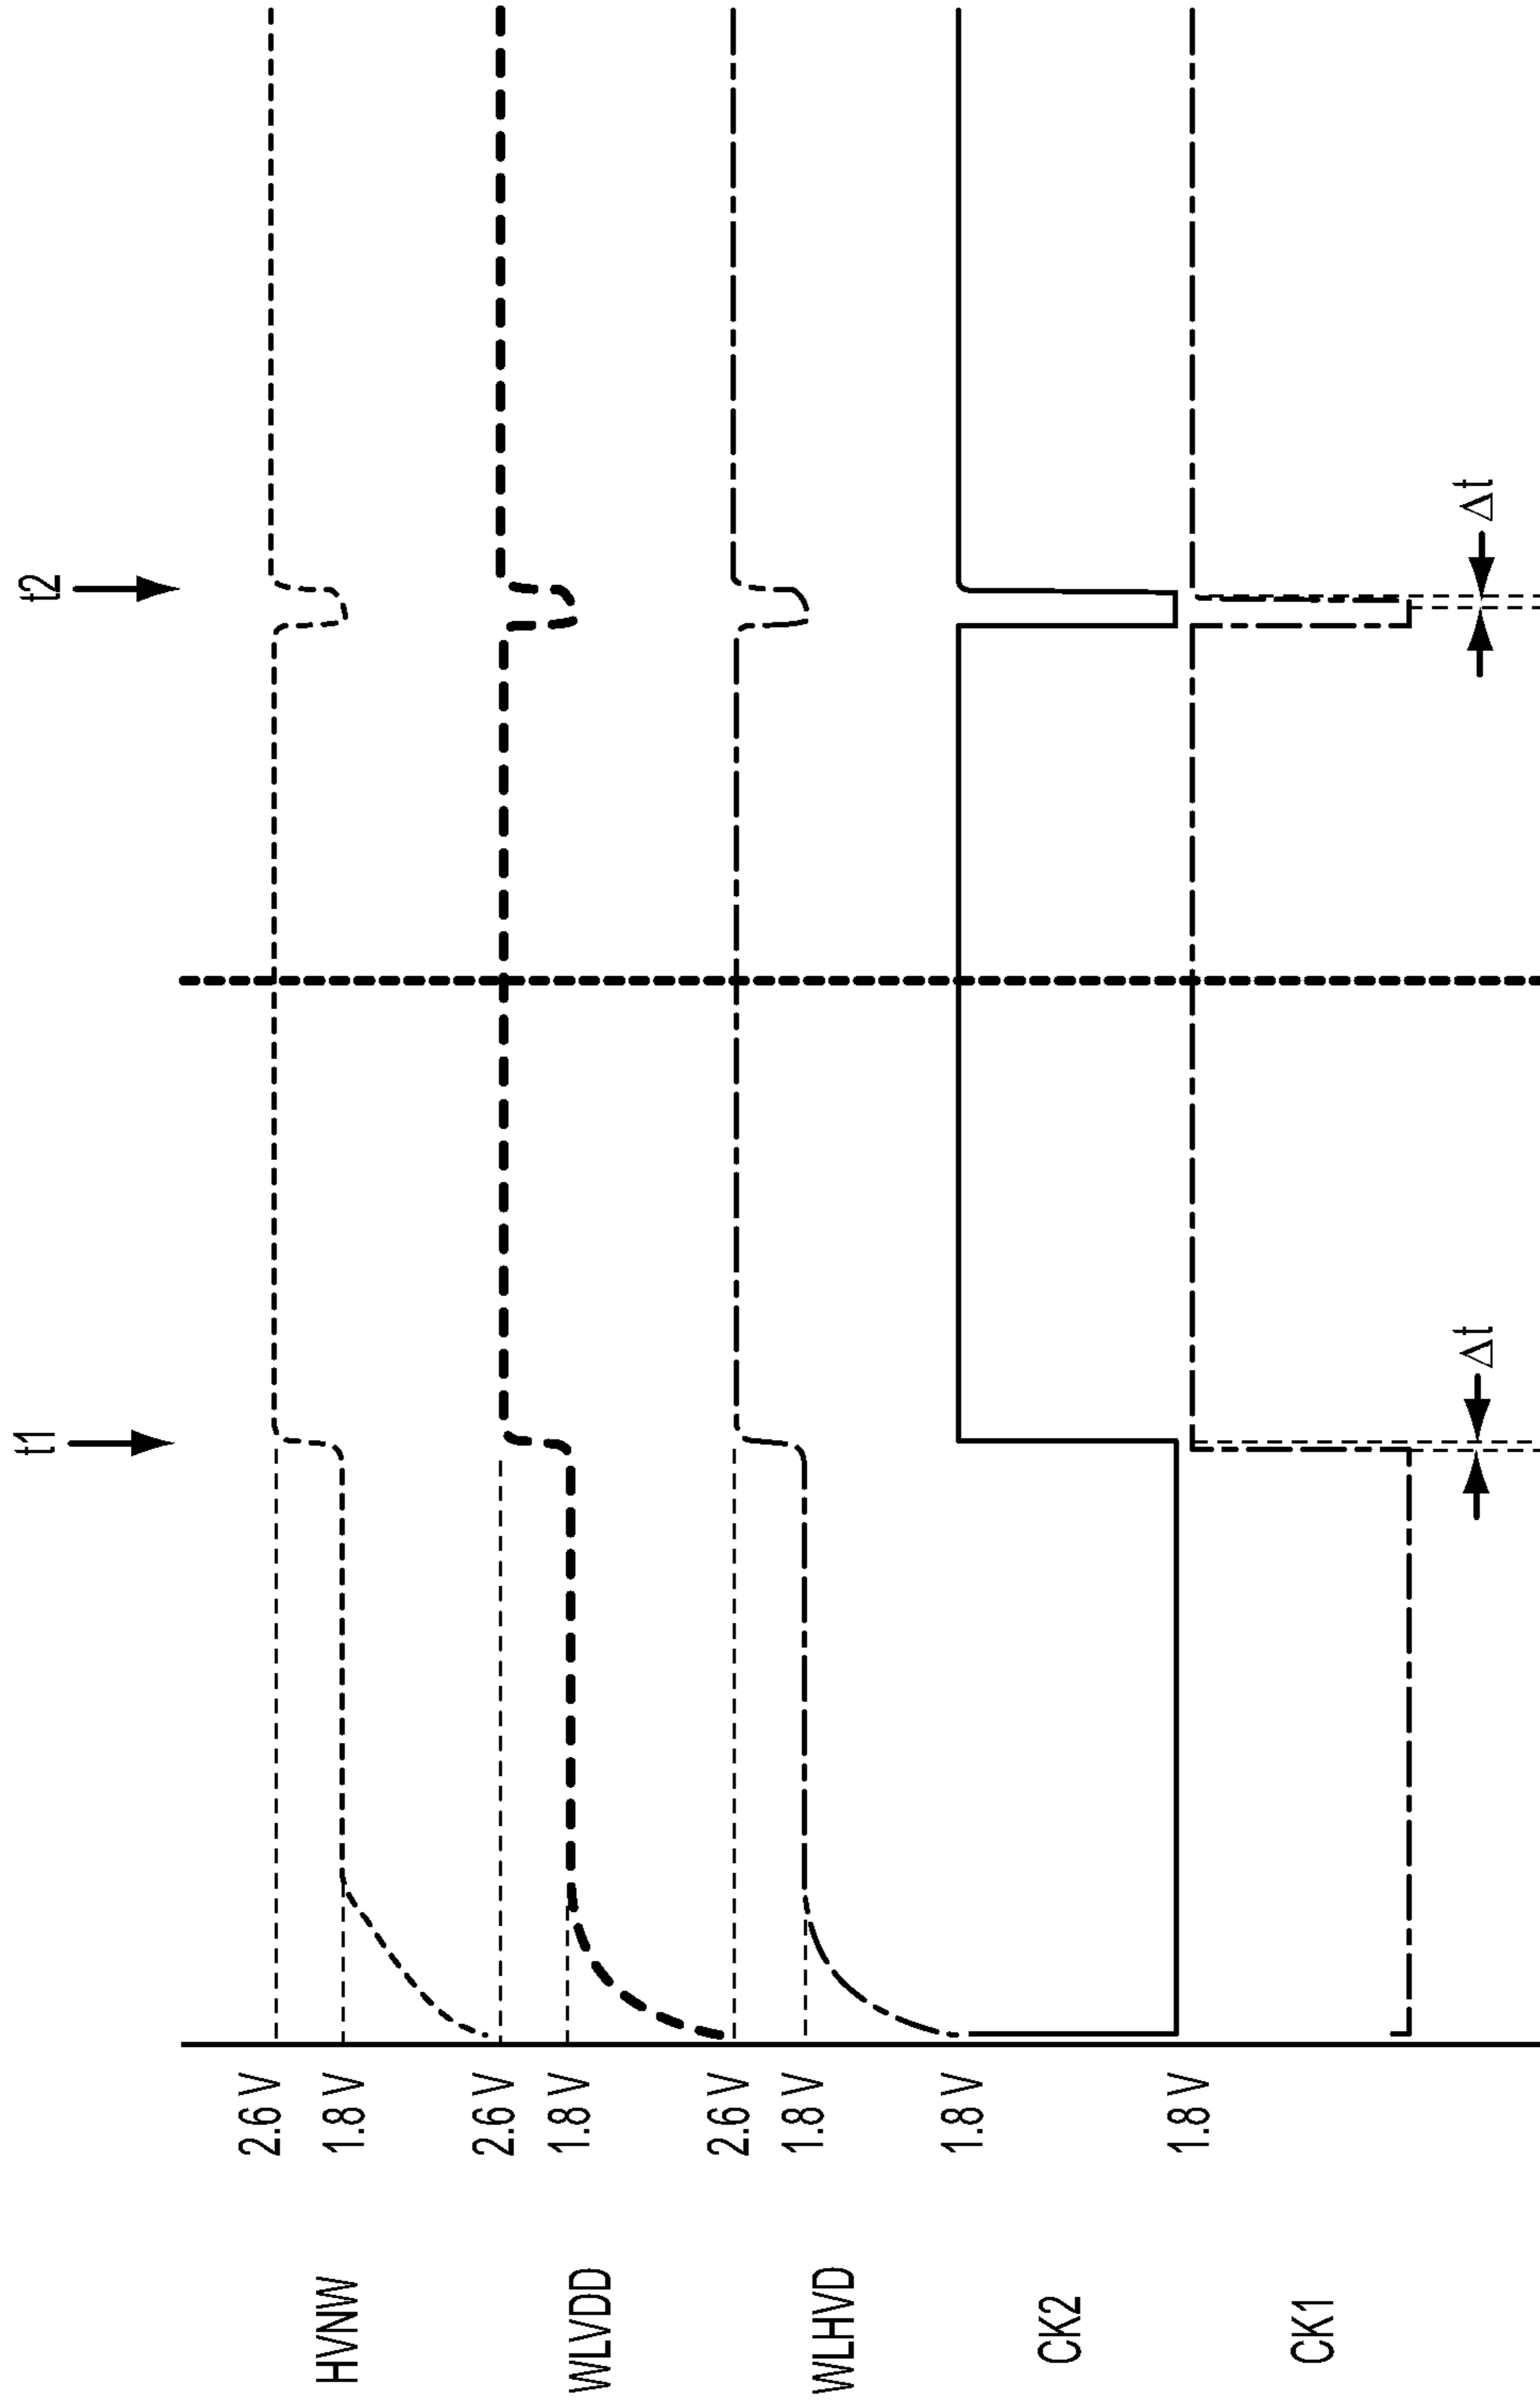 t1
t2
HVNW
2.6 V
1.8 V
WLVDD
2.6 V
1.8 V
WLHVD
2.6 V
1.8 V
CK2
1.8 V
CK1
1.8 V
Δt
Δt